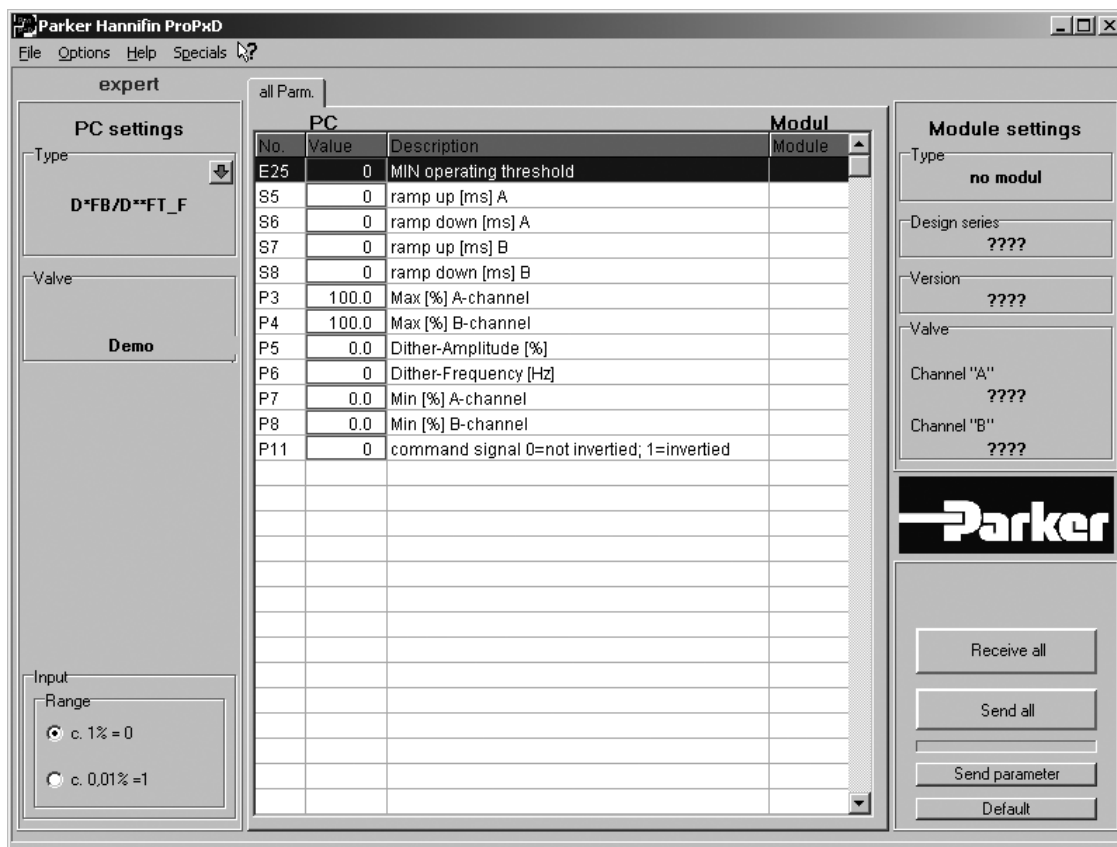 Parker Hannifin ProPxD
File Options Help Specials
expert
PC settings
Type
D*FB/D**FT_F
Valve
Demo
Input
Range
c. 1% = 0
c. 0,01% =1
all Parm.
PC Modul
No. Value Description Module
E25 0 MIN operating threshold
S5 0 ramp up [ms] A
S6 0 ramp down [ms] A
S7 0 ramp up [ms] B
S8 0 ramp down [ms] B
P3 100.0 Max [%] A-channel
P4 100.0 Max [%] B-channel
P5 0.0 Dither-Amplitude [%]
P6 0 Dither-Frequency [Hz]
P7 0.0 Min [%] A-channel
P8 0.0 Min [%] B-channel
P11 0 command signal 0=not invertied; 1=invertied
Module settings
Type
no modul
Design series
????
Version
????
Valve
Channel "A"
????
Channel "B"
????
Parker
Receive all
Send all
Send parameter
Default